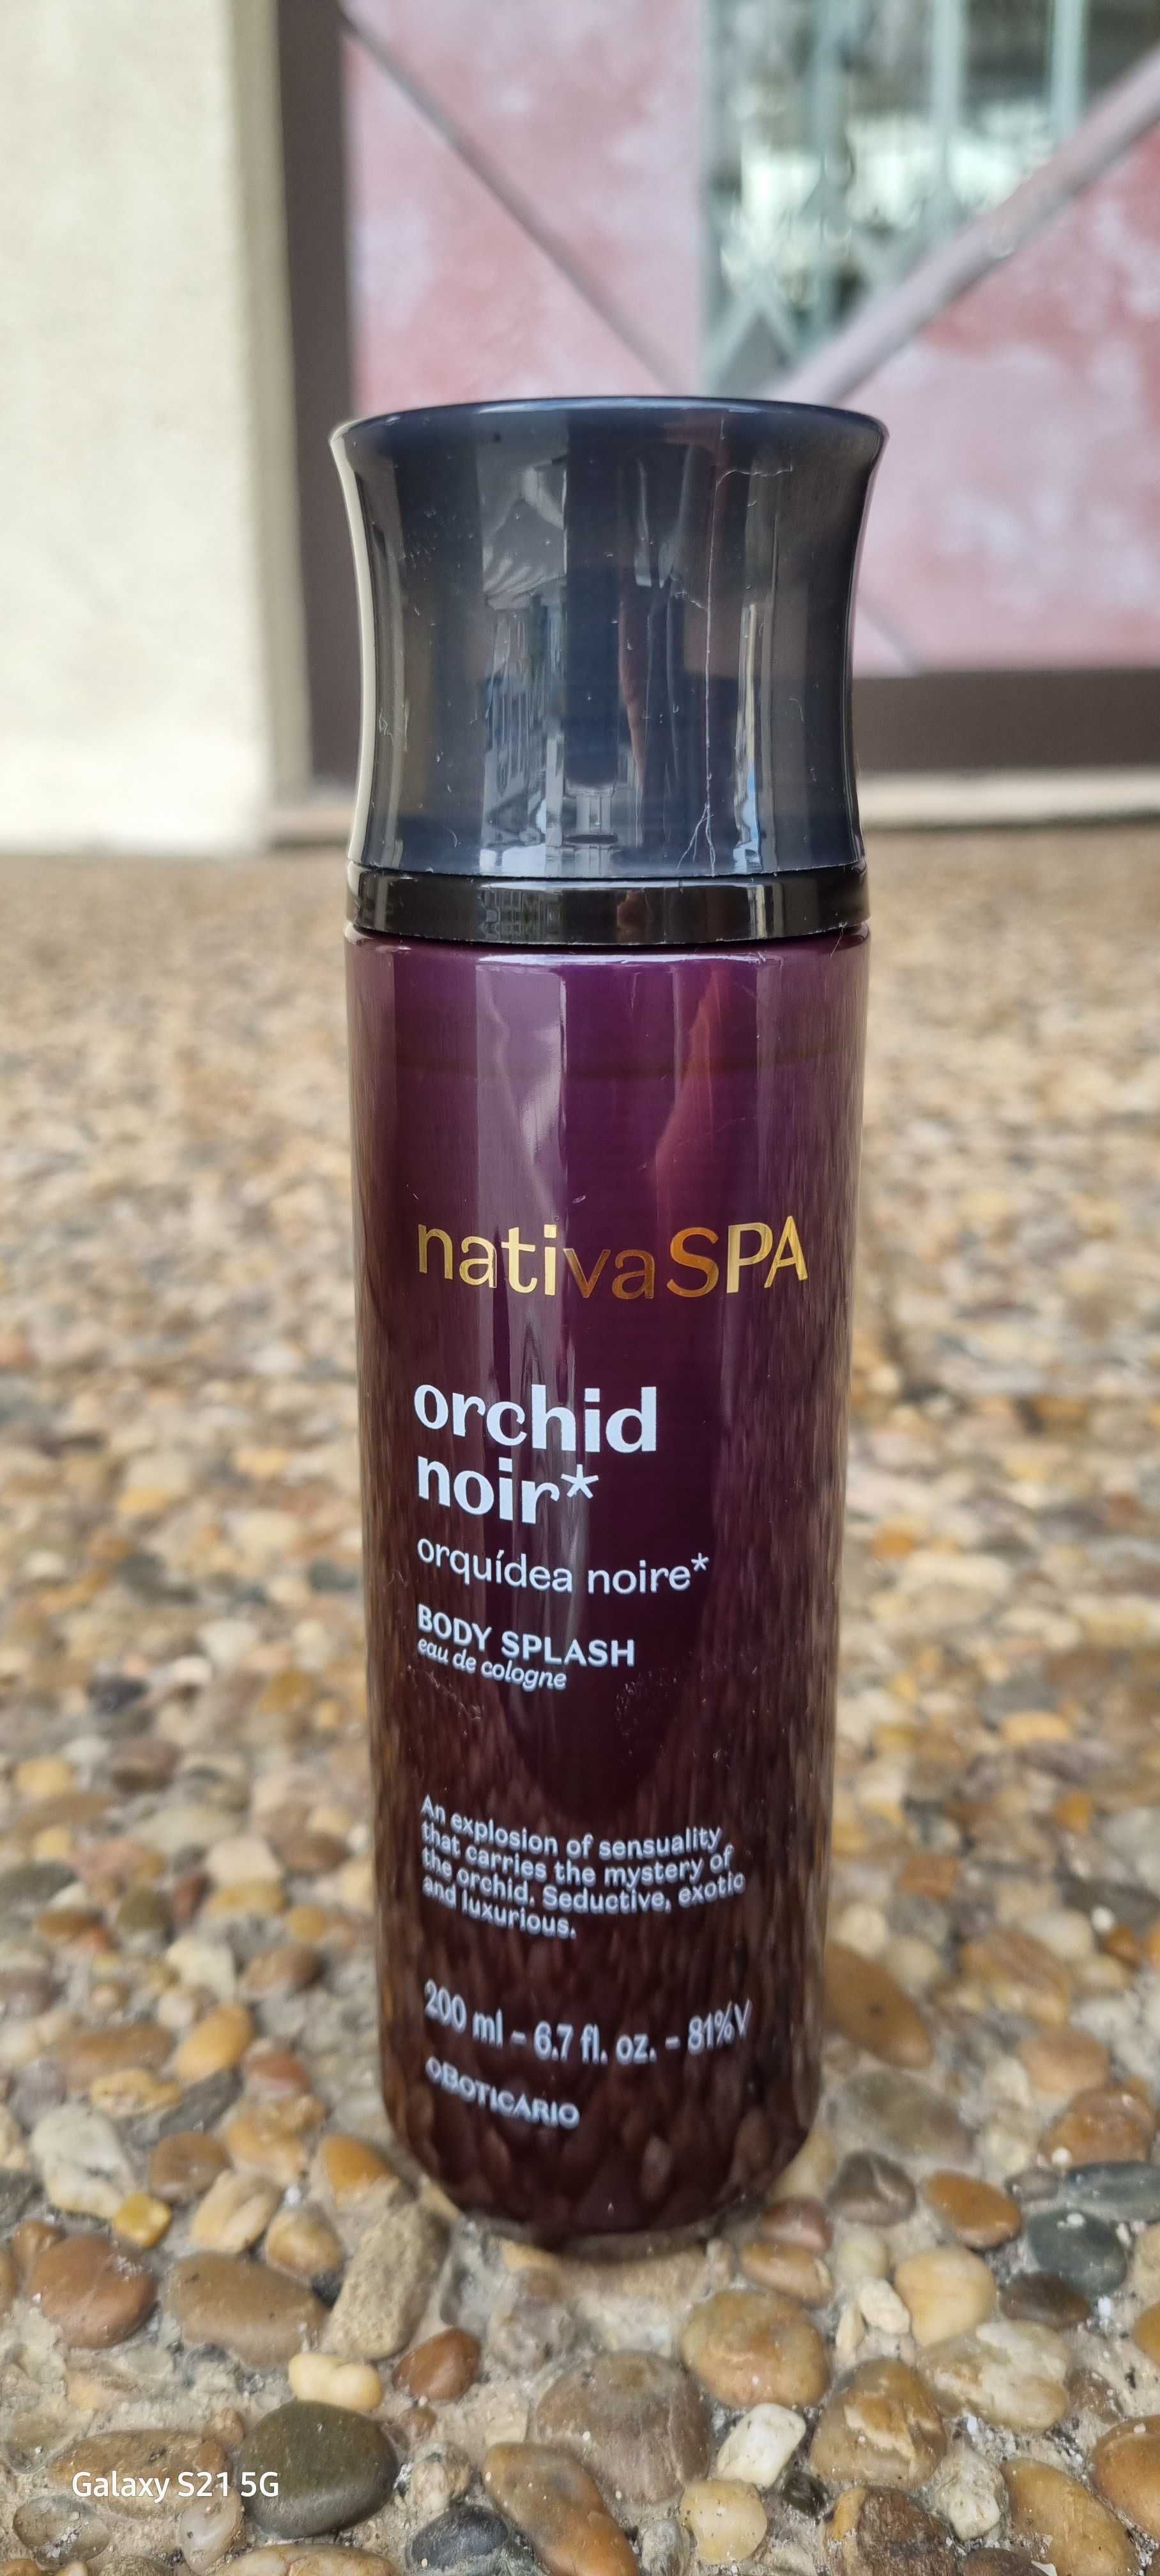 nativaSPA
orchid
noir*
orquídea noire*
BODY SPLASH
eau de cologne
An explosion of sensuality
that carries the mystery of
the orchid. Seductive, exotic
and luxurious.
200 ml - 6.7 fl. oz. - 81%V
oBOTICARIO
Galaxy S21 5G